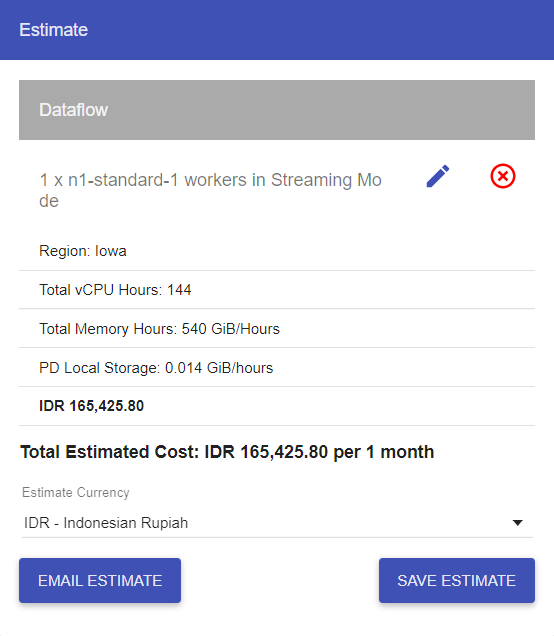 Estimate
Dataflow
1 x n1-standard-1 workers in Streaming Mo
de
Region: Iowa
Total vCPU Hours: 144
Total Memory Hours: 540 GiB/Hours
PD Local Storage: 0.014 GiB/hours
IDR 165,425.80
Total Estimated Cost: IDR 165,425.80 per 1 month
Estimate Currency
IDR - Indonesian Rupiah
EMAIL ESTIMATE
SAVE ESTIMATE